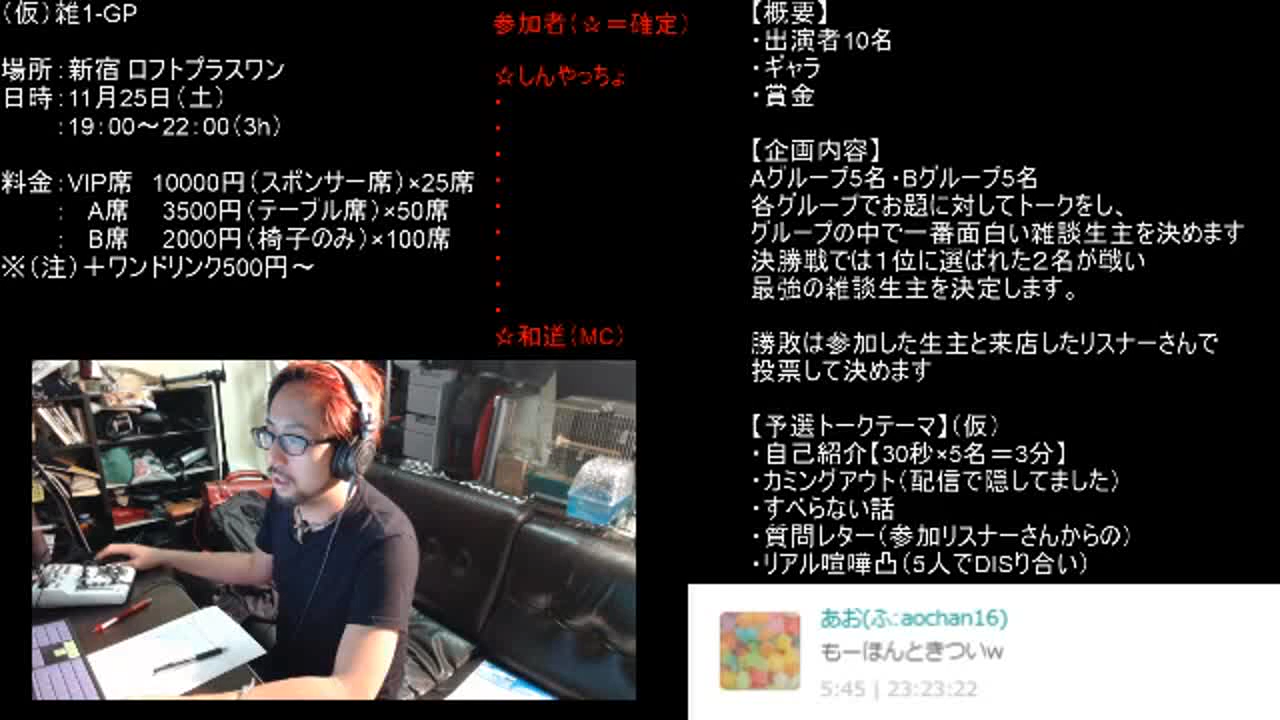 （仮）雑1-GP
場所：新宿 ロフトプラスワン
日時：11月25日（土）
：19：00～22：00（3h）
料金：VIP席 10000円（スポンサー席）×25席
： A席 3500円（テーブル席）×50席
： B席 2000円（椅子のみ）×100席
※（注）＋ワンドリンク500円～
参加者（☆＝確定）
☆しんやっちょ
・
・
・
・
・
・
・
・
・
☆和道（MC）
【概要】
・出演者10名
・ギャラ
・賞金
【企画内容】
Aグループ5名・Bグループ5名
各グループでお題に対してトークをし、
グループの中で一番面白い雑談生主を決めます
決勝戦では１位に選ばれた２名が戦い
最強の雑談生主を決定します。
勝敗は参加した生主と来店したリスナーさんで
投票して決めます
【予選トークテーマ】（仮）
・自己紹介【30秒×5名＝3分】
・カミングアウト（配信で隠してました）
・すべらない話
・質問レター（参加リスナーさんからの）
・リアル喧嘩凸（5人でDISり合い）
あお(ふ:aochan16)
もーほんときついw
5:45 | 23:23:22